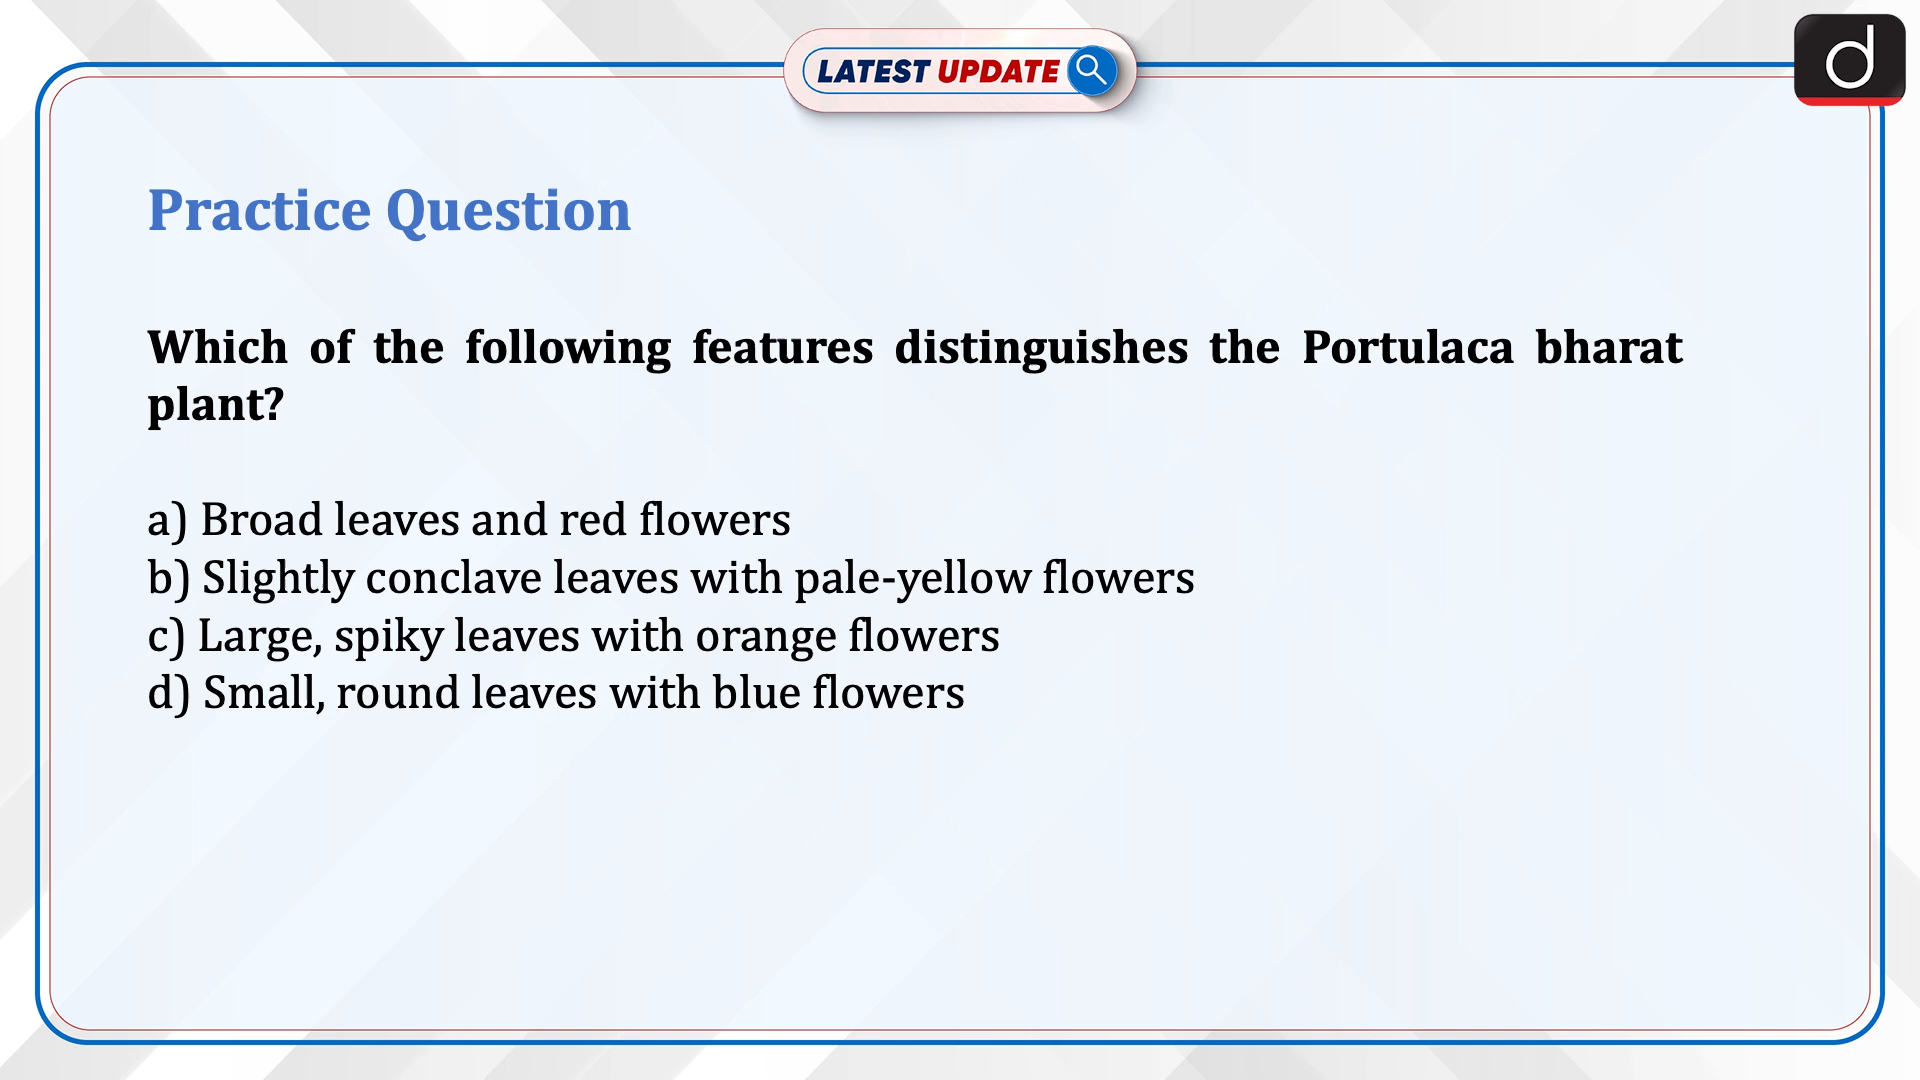 LATEST UPDATE
d
Practice Question
Which of the following features distinguishes the Portulaca bharat
plant?
a) Broad leaves and red flowers
b) Slightly conclave leaves with pale-yellow flowers
c) Large, spiky leaves with orange flowers
d) Small, round leaves with blue flowers